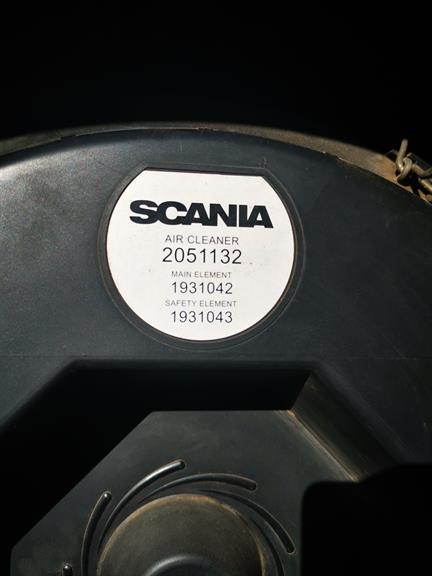 SCANIA
AIR CLEANER
2051132
MAIN ELEMENT
1931042
SAFETY ELEMENT
1931043